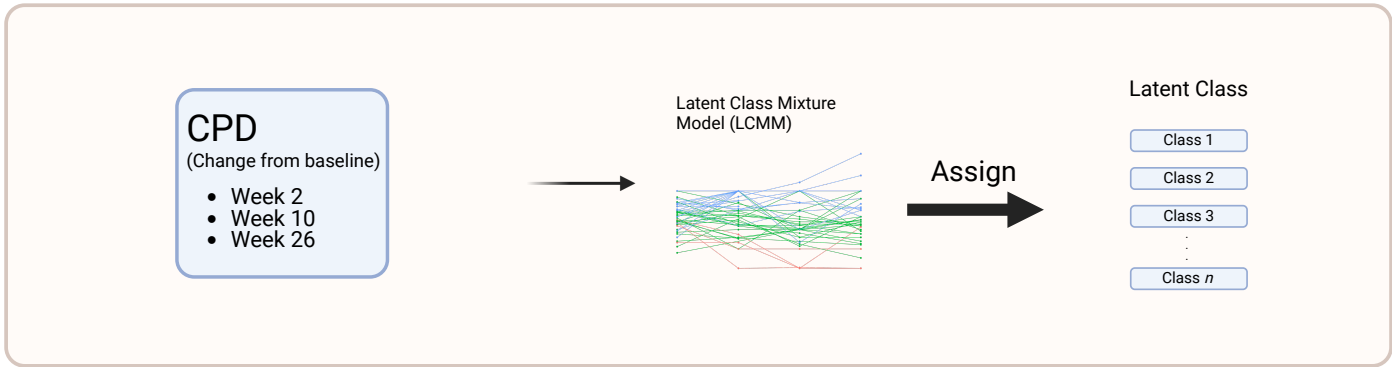 CPD
(Change from baseline)
• Week 2
• Week 10
• Week 26
Latent Class Mixture
Model (LCMM)
Assign
Latent Class
Class 1
Class 2
Class 3
.
.
.
Class n